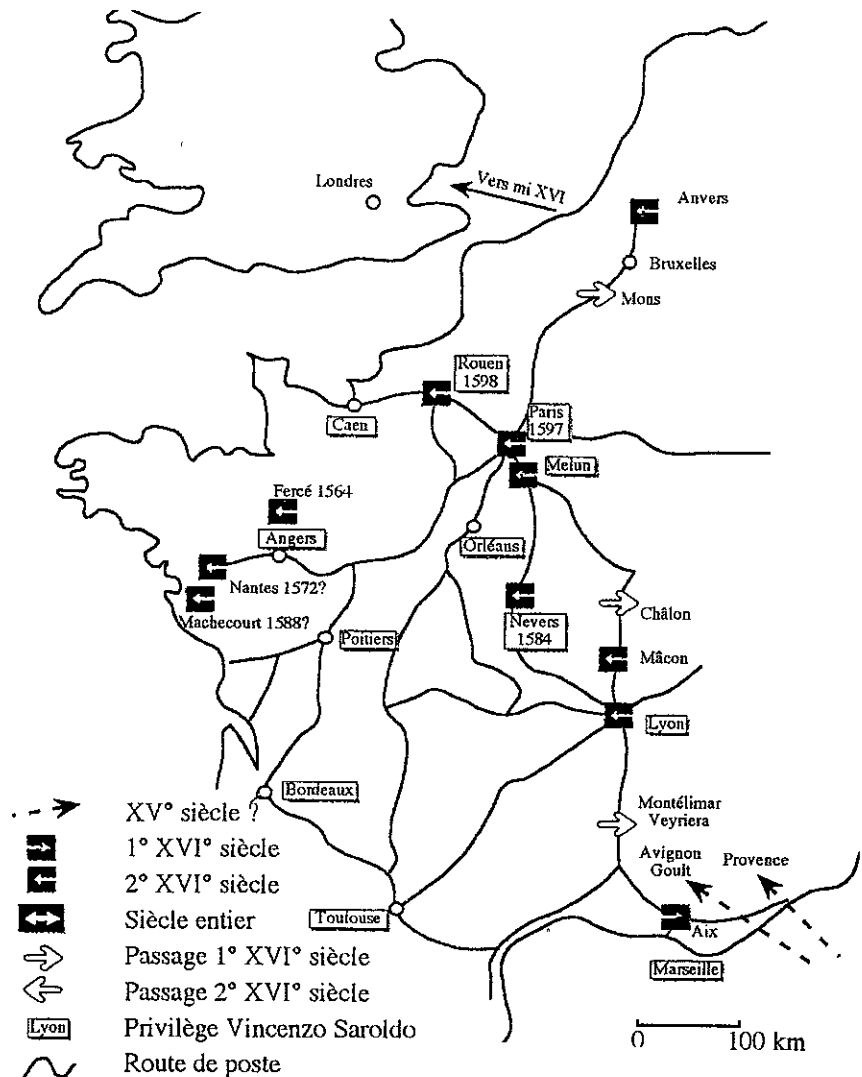 Londres
Vers mi XVI
Anvers
Bruxelles
Mons
Rouen
1598
Caen
Paris
1597
Melun
Fercé 1564
Angers
Orléans
Nantes 1572?
Machecourt 1588?
Poitiers
Nevers
1584
Châlon
Mâcon
Lyon
Bordeaux
Montélimar
Veyriera
Avignon
Goult
Provence
Toulouse
Aix
Marseille
XV° siècle ?
1° XVI° siècle
2° XVI° siècle
Siècle entier
Passage 1° XVI° siècle
Passage 2° XVI° siècle
Lyon Privilège Vincenzo Saroldo
Route de poste
0 100 km